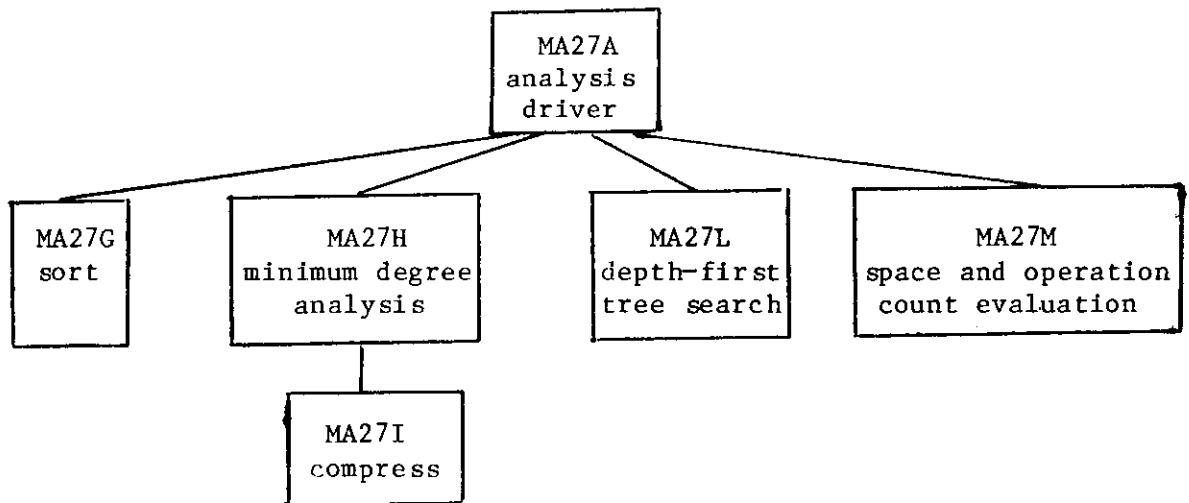 MA27A
analysis
driver
MA27G
sort
MA27H
minimum degree
analysis
MA27L
depth-first
tree search
MA27M
space and operation
count evaluation
MA27I
compress